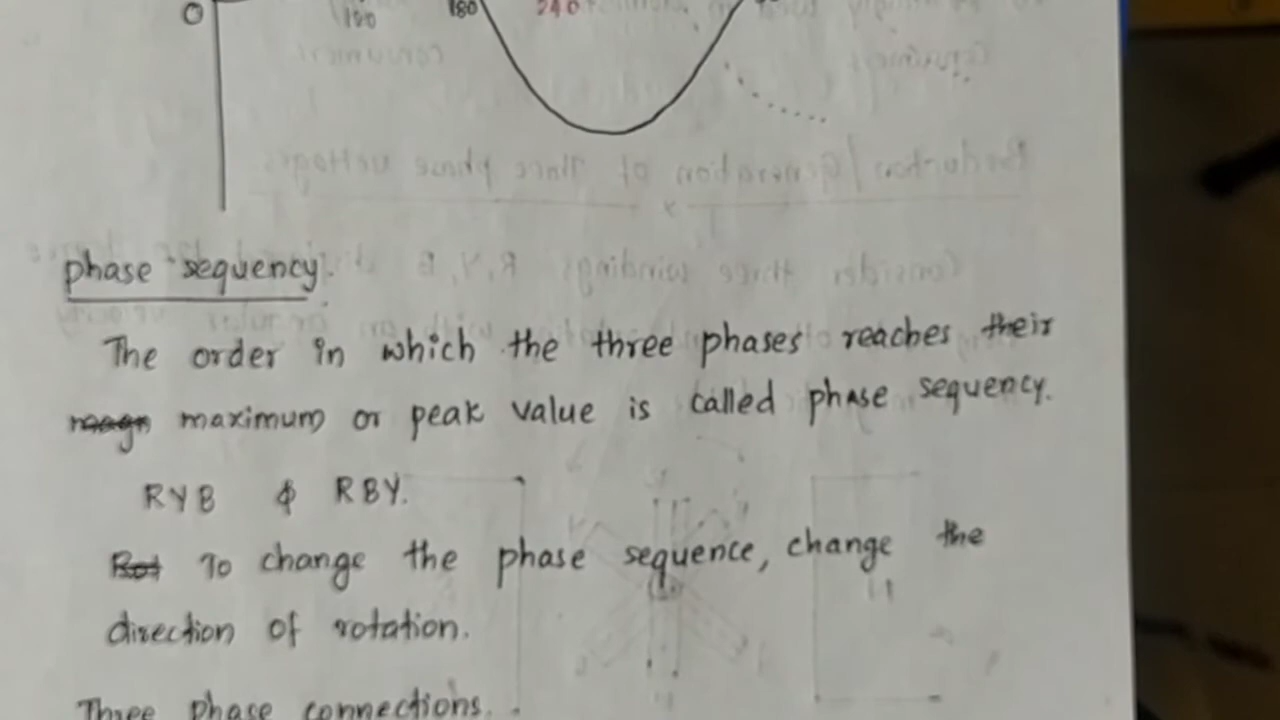 0
180
240
phase sequency.
The order in which the three phases reaches their
maximum or peak value is called phase sequency.
RYB & RBY.
To change the phase sequence, change the
direction of rotation.
Three phase connections.